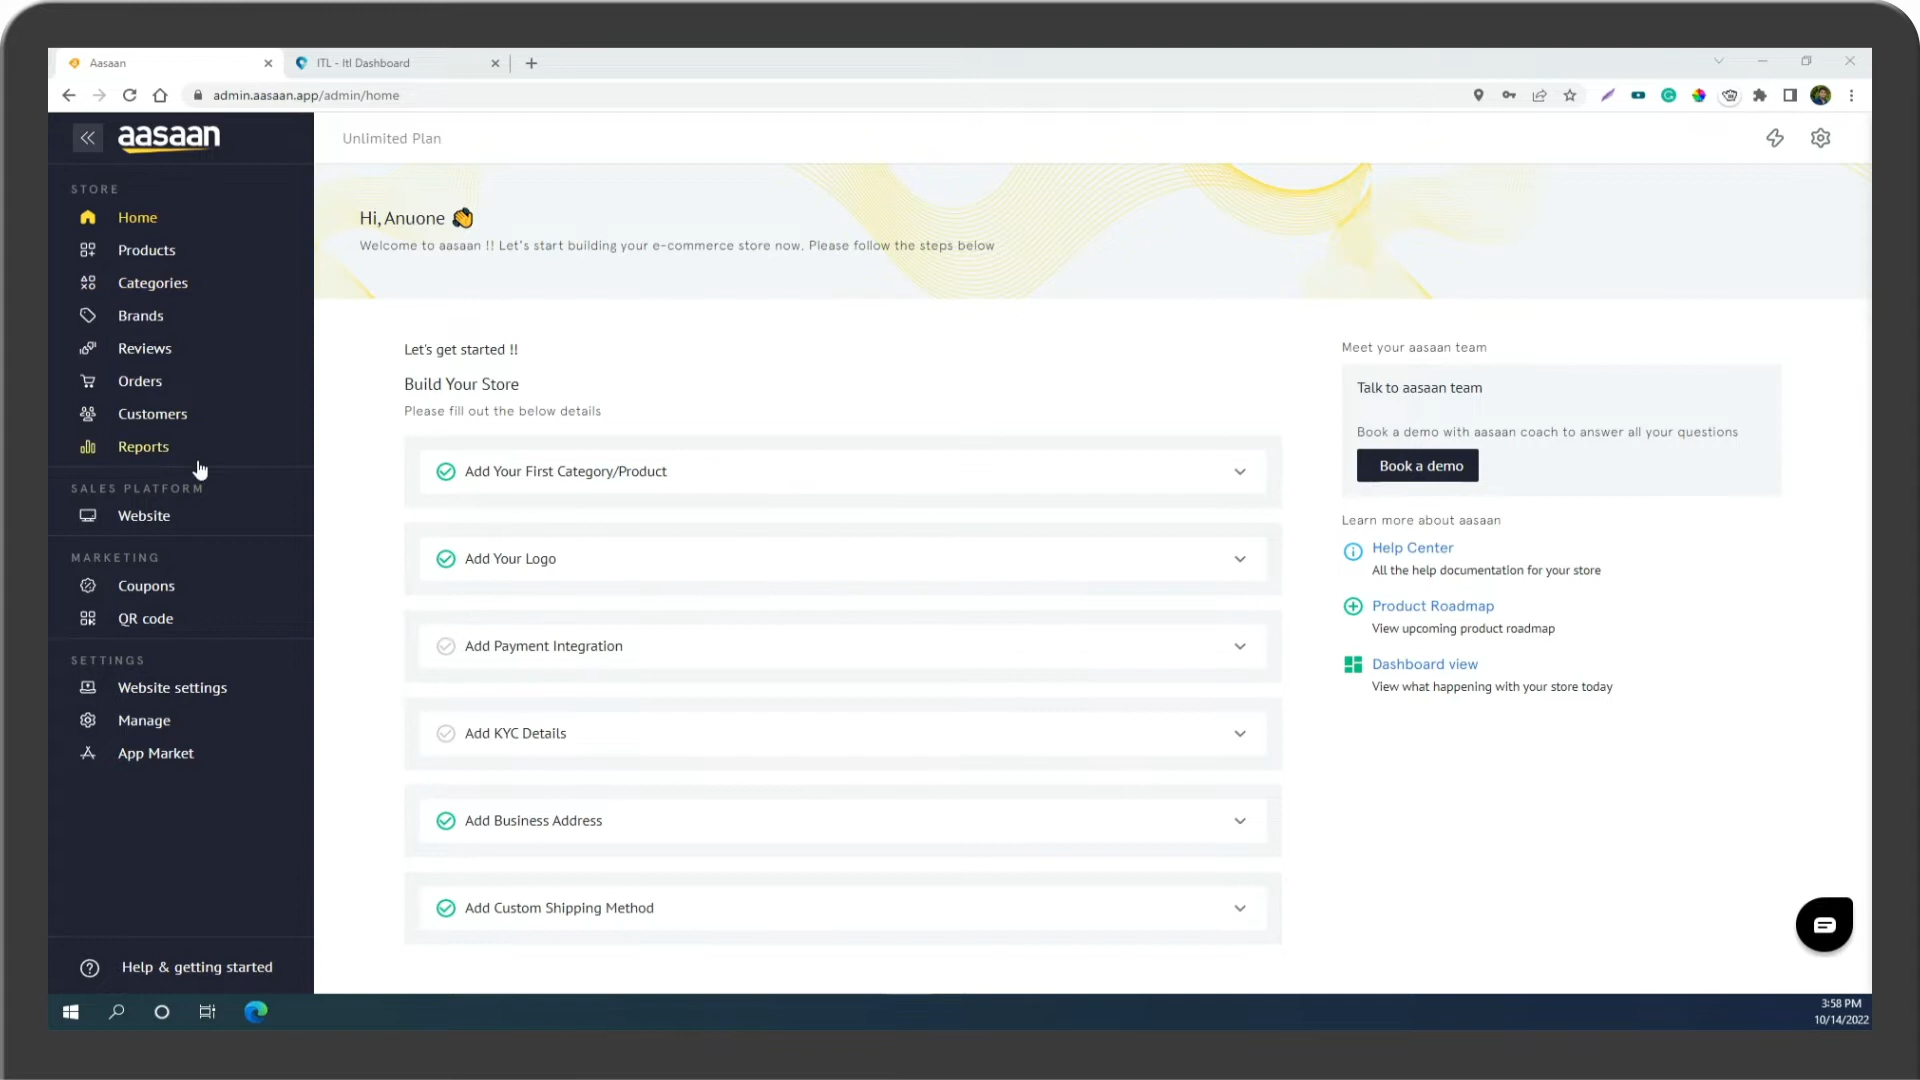 Aasaan
ITL - Itl Dashboard
admin.aasaan.app/admin/home
aasaan
Unlimited Plan
STORE
Home
Products
Categories
Brands
Reviews
Orders
Customers
Reports
SALES PLATFORM
Website
MARKETING
Coupons
QR code
SETTINGS
Website settings
Manage
App Market
Help & getting started
Hi, Anuone
Welcome to aasaan !! Let's start building your e-commerce store now. Please follow the steps below
Let's get started !!
Build Your Store
Please fill out the below details
Add Your First Category/Product
Add Your Logo
Add Payment Integration
Add KYC Details
Add Business Address
Add Custom Shipping Method
Meet your aasaan team
Talk to aasaan team
Book a demo with aasaan coach to answer all your questions
Book a demo
Learn more about aasaan
Help Center
All the help documentation for your store
Product Roadmap
View upcoming product roadmap
Dashboard view
View what happening with your store today
3:58 PM
10/14/2022